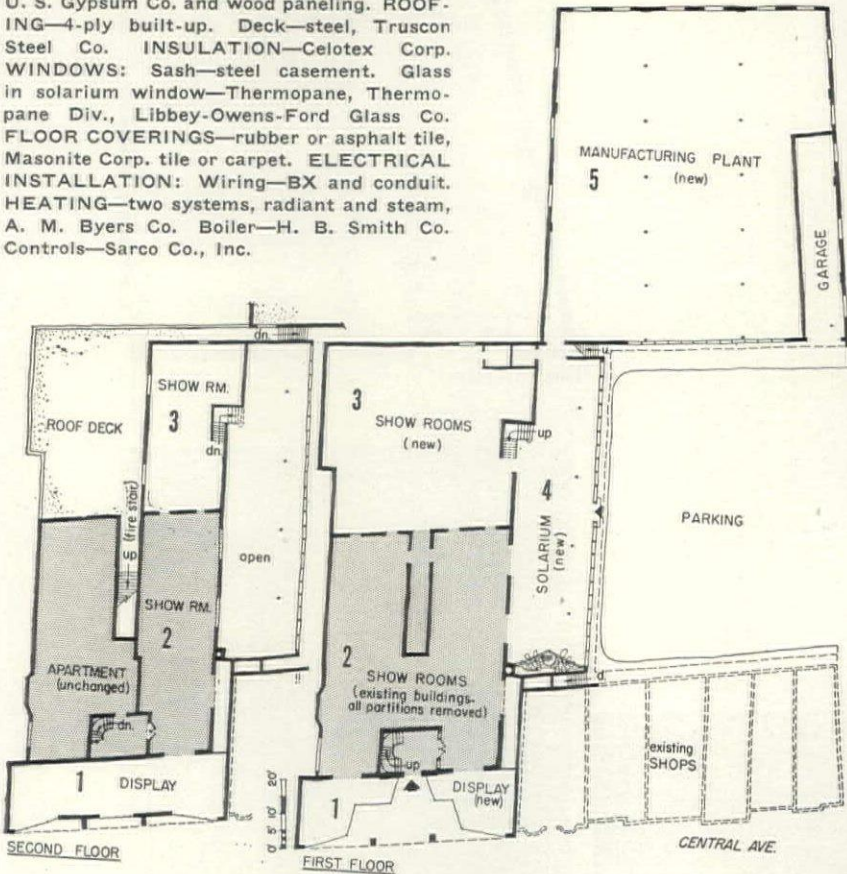 U. S. Gypsum Co. and wood paneling. ROOF-
ING—4-ply built-up. Deck—steel, Truscon
Steel Co. INSULATION—Celotex Corp.
WINDOWS: Sash—steel casement. Glass
in solarium window—Thermopane, Thermo-
pane Div., Libbey-Owens-Ford Glass Co.
FLOOR COVERINGS—rubber or asphalt tile,
Masonite Corp. tile or carpet. ELECTRICAL
INSTALLATION: Wiring—BX and conduit.
HEATING—two systems, radiant and steam,
A. M. Byers Co. Boiler—H. B. Smith Co.
Controls—Sarco Co., Inc.
MANUFACTURING PLANT
5 (new)
GARAGE
dn.
SHOW RM.
3
ROOF DECK
dn.
up (fire stair)
open
SHOW RM.
2
APARTMENT
(unchanged)
dn.
1 DISPLAY
SECOND FLOOR
3
SHOW ROOMS
(new)
up
4
SOLARIUM
(new)
PARKING
2
SHOW ROOMS
(existing buildings-
all partitions removed)
up
DISPLAY
(new)
1
20'
10'
5'
0'
FIRST FLOOR
existing
SHOPS
CENTRAL AVE.